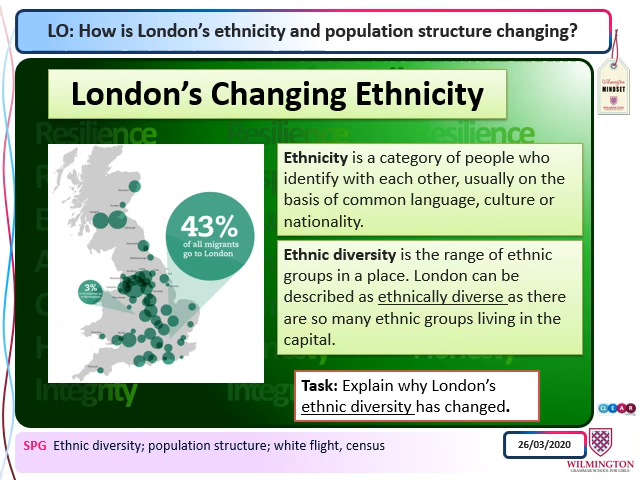 LO: How is London’s ethnicity and population structure changing?
Wilmington
MINDSET
London’s Changing Ethnicity
Resilience
Ethnicity is a category of people who
identify with each other, usually on the
basis of common language, culture or
nationality.
43%
of all migrants
go to London
3%
Ethnic diversity is the range of ethnic
groups in a place. London can be
described as ethnically diverse as there
are so many ethnic groups living in the
capital.
Integrity
Task: Explain why London’s
ethnic diversity has changed.
CLEAR
SPG Ethnic diversity; population structure; white flight, census
26/03/2020
WILMINGTON
GRAMMAR SCHOOL FOR GIRLS